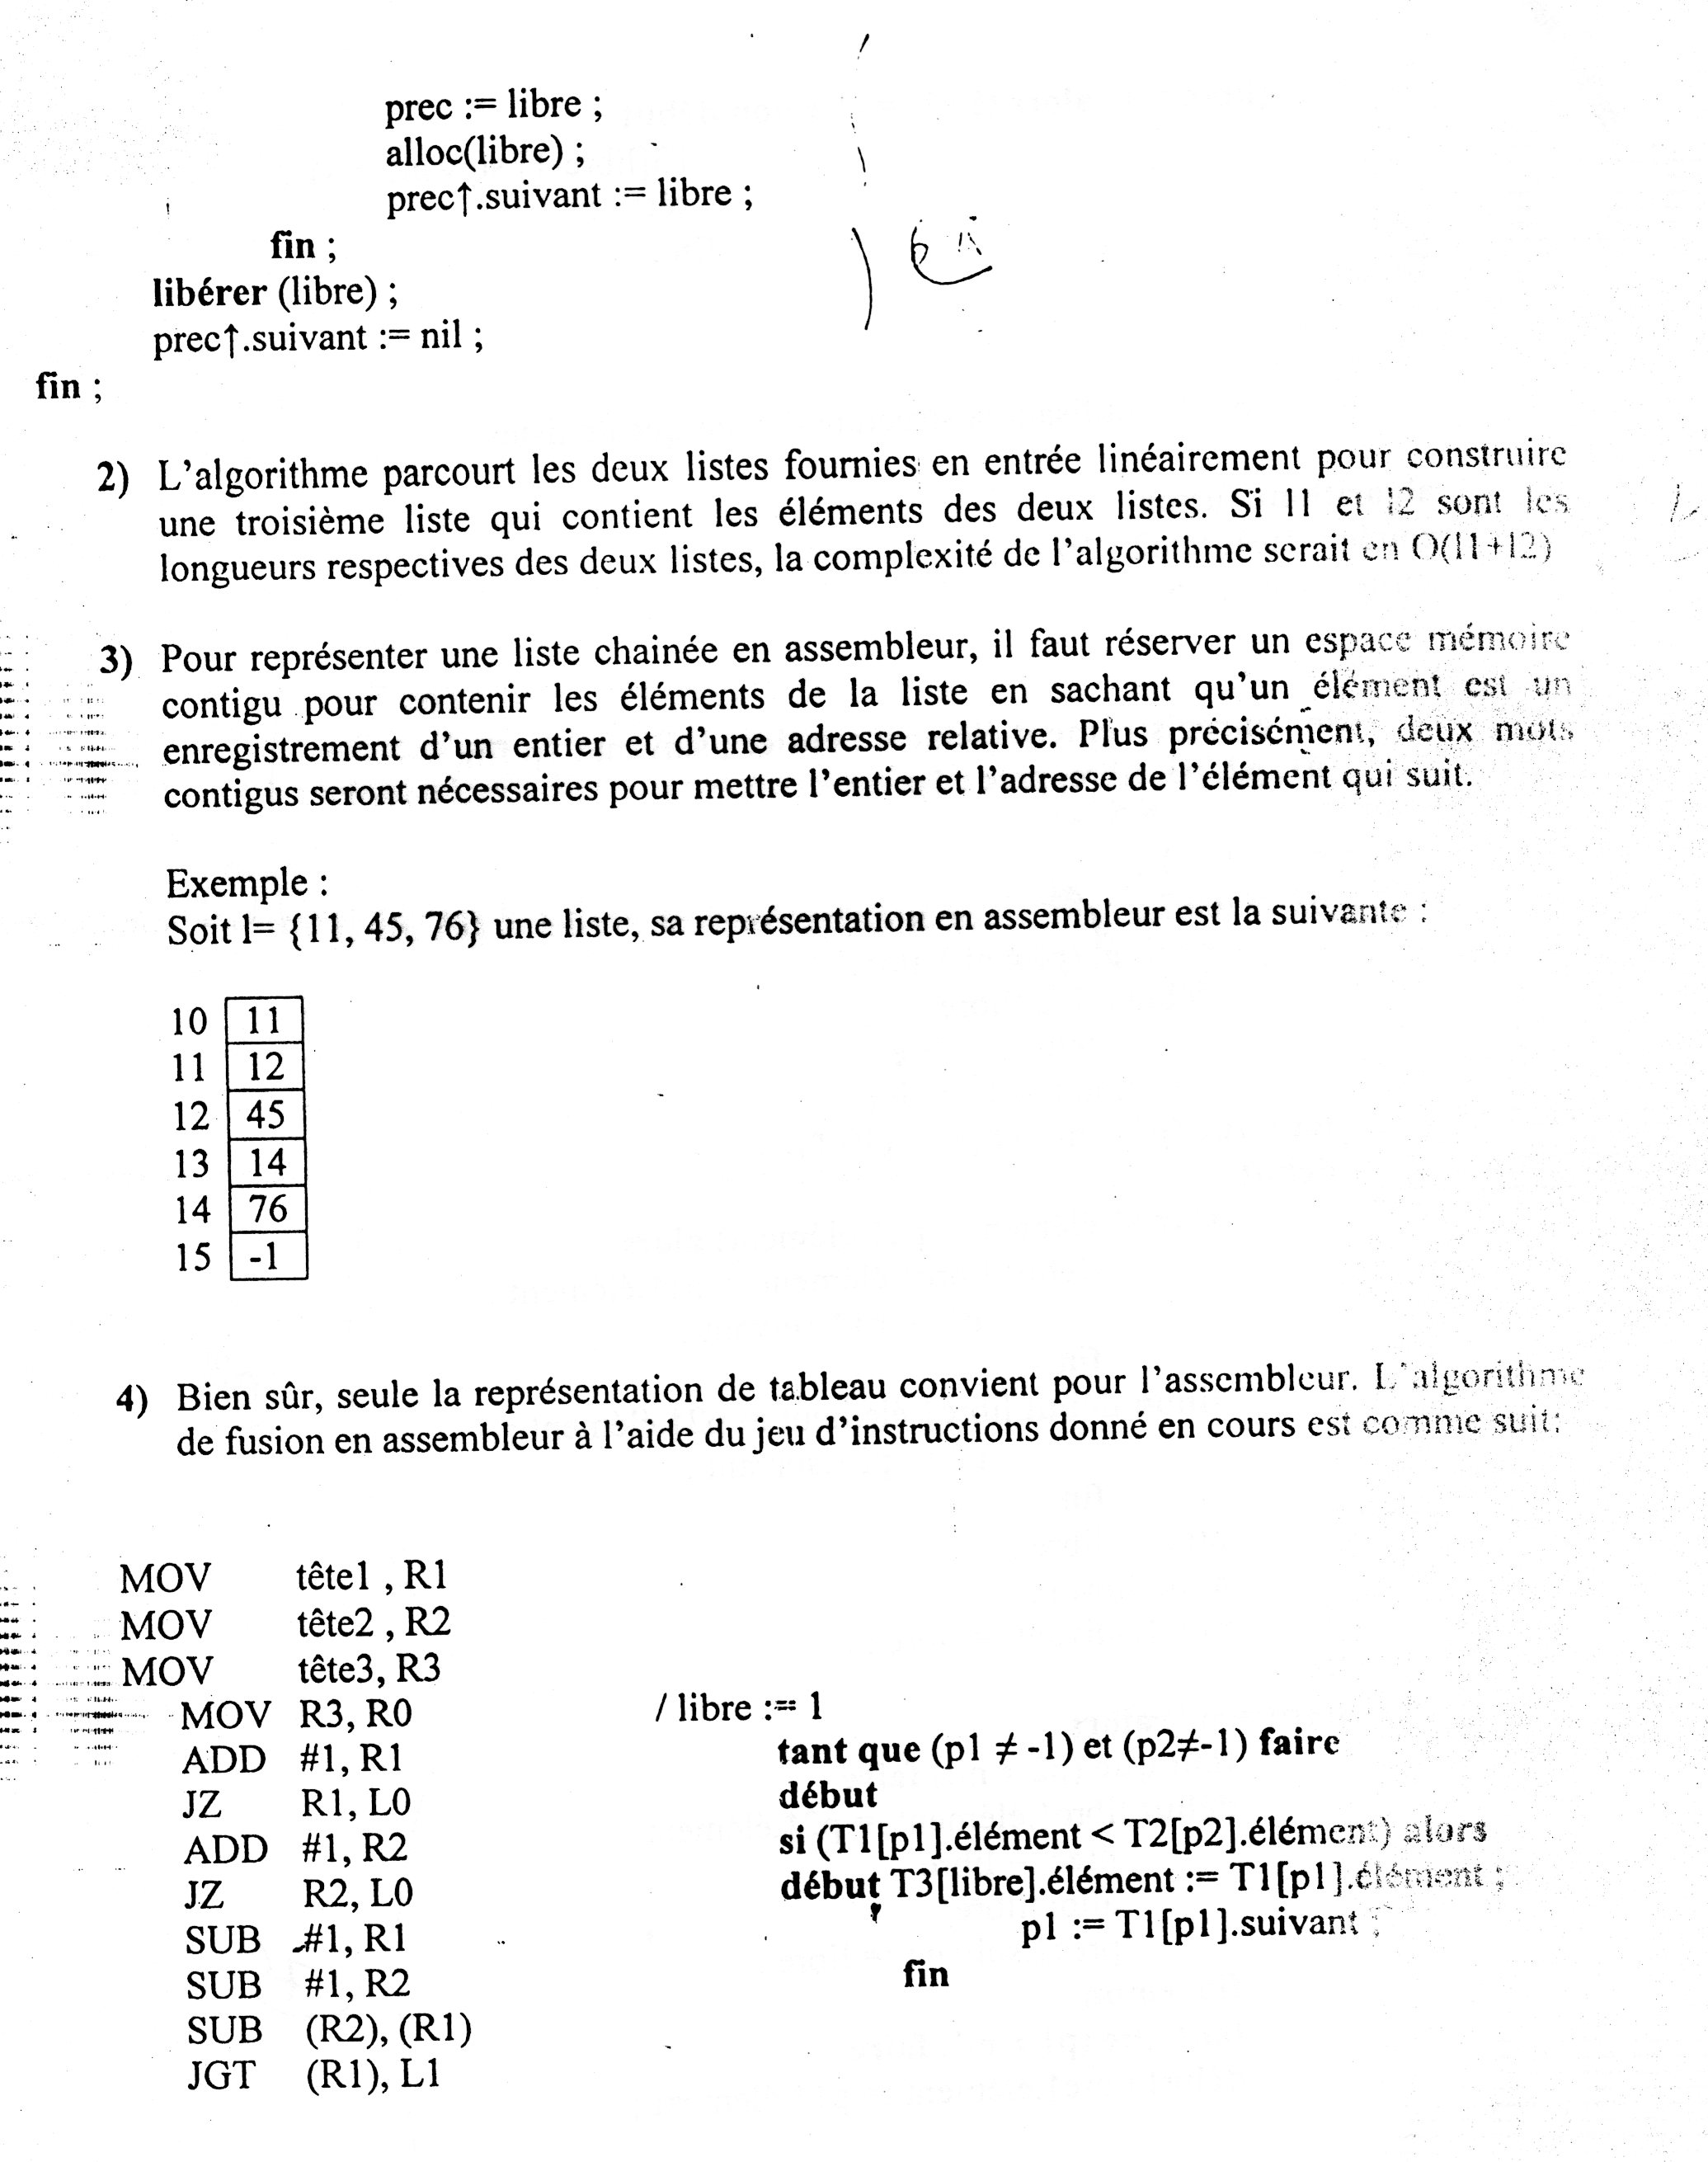 prec := libre ;
alloc(libre) ;
prec↑.suivant := libre ;
fin ;
libérer (libre) ;
prec↑.suivant := nil ;
fin ;
2) L'algorithme parcourt les deux listes fournies en entrée linéairement pour construire
une troisième liste qui contient les éléments des deux listes. Si l1 et l2 sont les
longueurs respectives des deux listes, la complexité de l'algorithme serait en O(l1+l2)
3) Pour représenter une liste chainée en assembleur, il faut réserver un espace mémoire
contigu pour contenir les éléments de la liste en sachant qu'un élément est un
enregistrement d'un entier et d'une adresse relative. Plus précisément, deux mots
contigus seront nécessaires pour mettre l'entier et l'adresse de l'élément qui suit.
Exemple :
Soit l= {11, 45, 76} une liste, sa représentation en assembleur est la suivante :
10 11
11 12
12 45
13 14
14 76
15 -1
4) Bien sûr, seule la représentation de tableau convient pour l'assembleur. L'algorithme
de fusion en assembleur à l'aide du jeu d'instructions donné en cours est comme suit:
MOV tête1 , R1
MOV tête2 , R2
MOV tête3, R3
MOV R3, R0 / libre := 1
ADD #1, R1 tant que (p1 ≠ -1) et (p2≠-1) faire
JZ R1, L0 début
ADD #1, R2 si (T1[p1].élément < T2[p2].élément) alors
JZ R2, L0 début T3[libre].élément := T1[p1].élément ;
SUB #1, R1 p1 := T1[p1].suivant ;
SUB #1, R2 fin
SUB (R2), (R1)
JGT (R1), L1